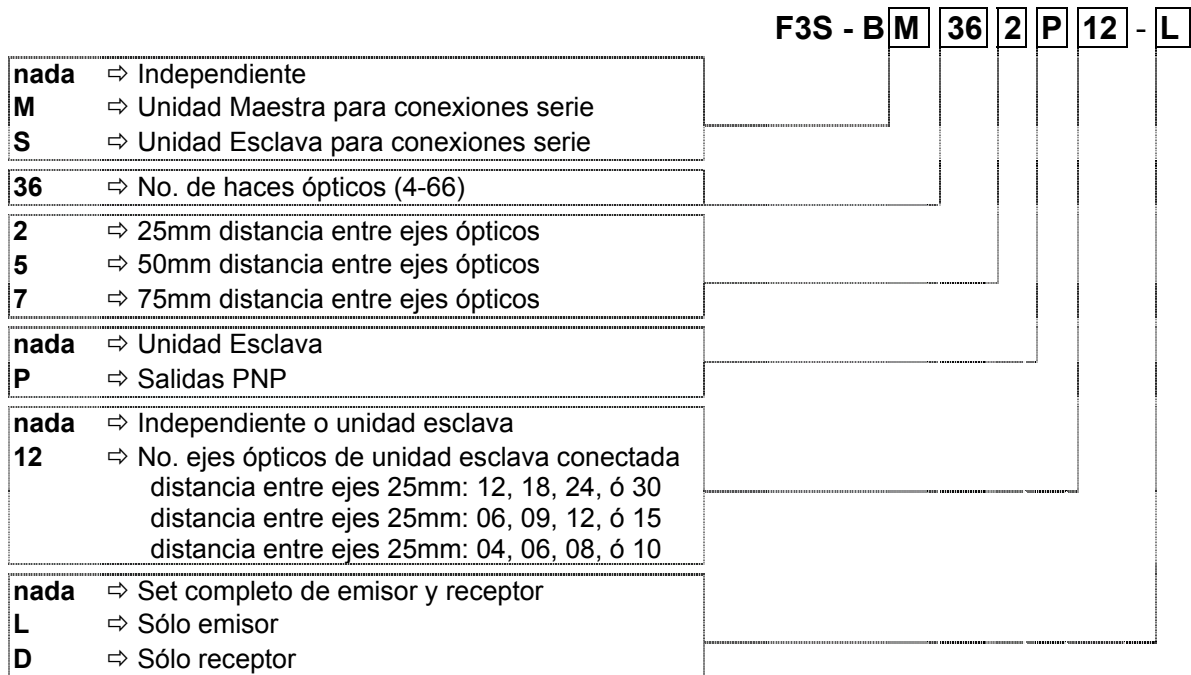 F3S - B M 36 2 P 12 - L
nada ⇨ Independiente
M ⇨ Unidad Maestra para conexiones serie
S ⇨ Unidad Esclava para conexiones serie
36 ⇨ No. de haces ópticos (4-66)
2 ⇨ 25mm distancia entre ejes ópticos
5 ⇨ 50mm distancia entre ejes ópticos
7 ⇨ 75mm distancia entre ejes ópticos
nada ⇨ Unidad Esclava
P ⇨ Salidas PNP
nada ⇨ Independiente o unidad esclava
12 ⇨ No. ejes ópticos de unidad esclava conectada
distancia entre ejes 25mm: 12, 18, 24, ó 30
distancia entre ejes 25mm: 06, 09, 12, ó 15
distancia entre ejes 25mm: 04, 06, 08, ó 10
nada ⇨ Set completo de emisor y receptor
L ⇨ Sólo emisor
D ⇨ Sólo receptor